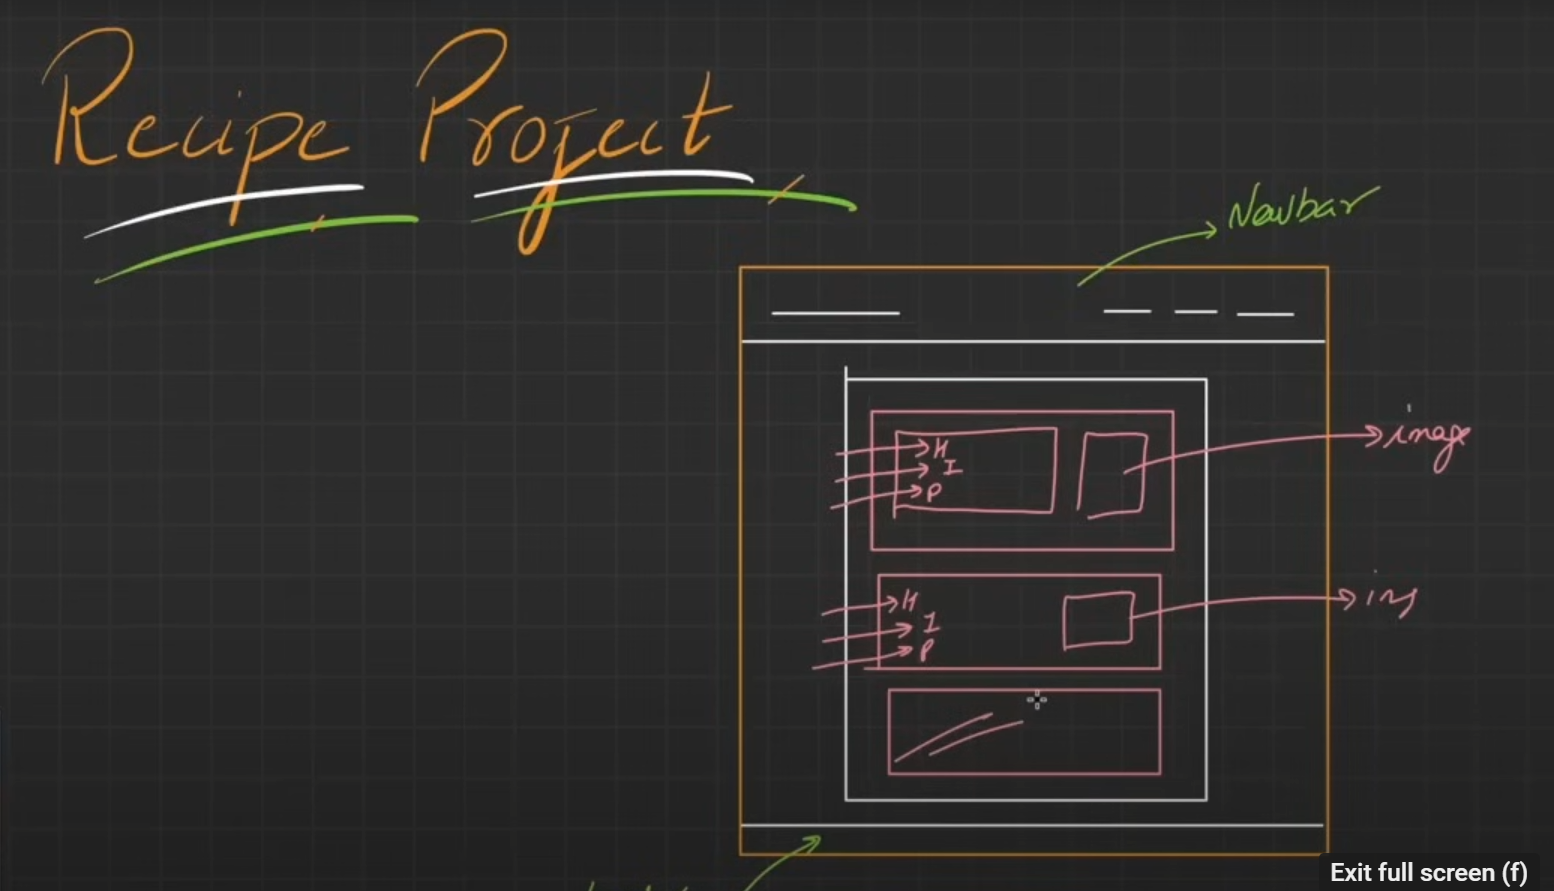 Recipe Project
Navbar
H
I
P
image
H
I
P
img
Exit full screen (f)